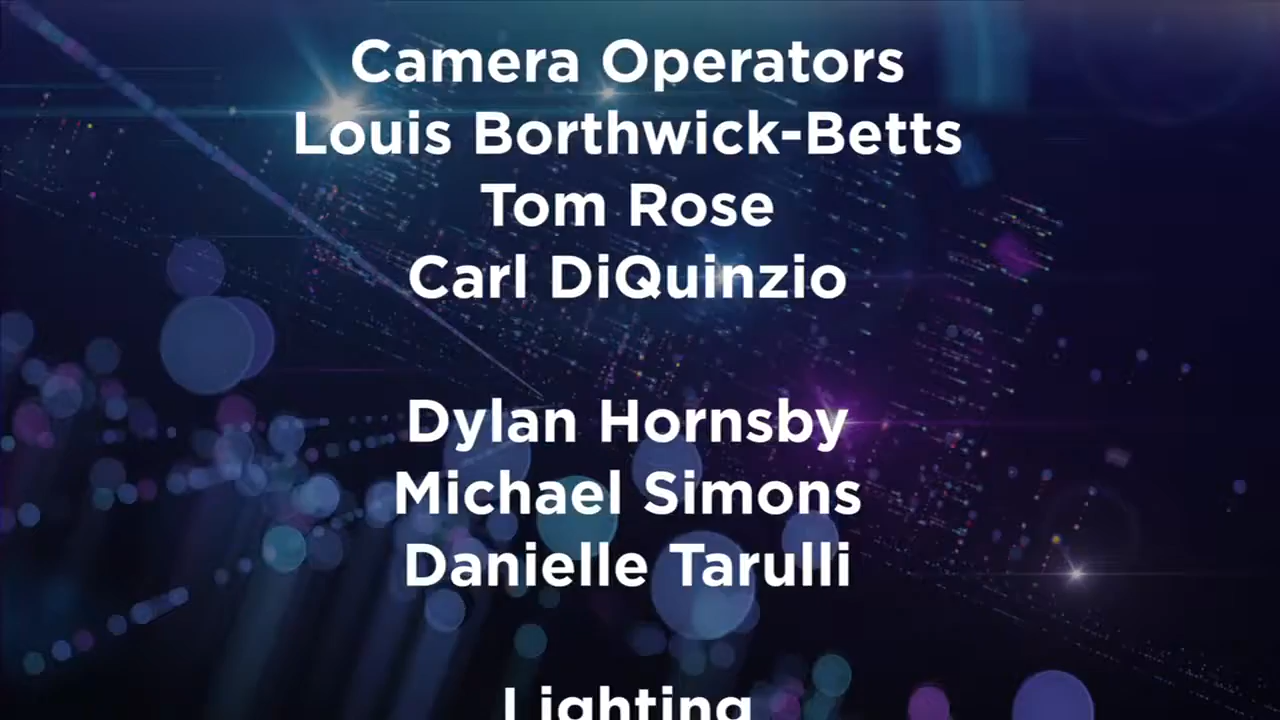 Camera Operators
Louis Borthwick-Betts
Tom Rose
Carl DiQuinzio
Dylan Hornsby
Michael Simons
Danielle Tarulli
Lighting